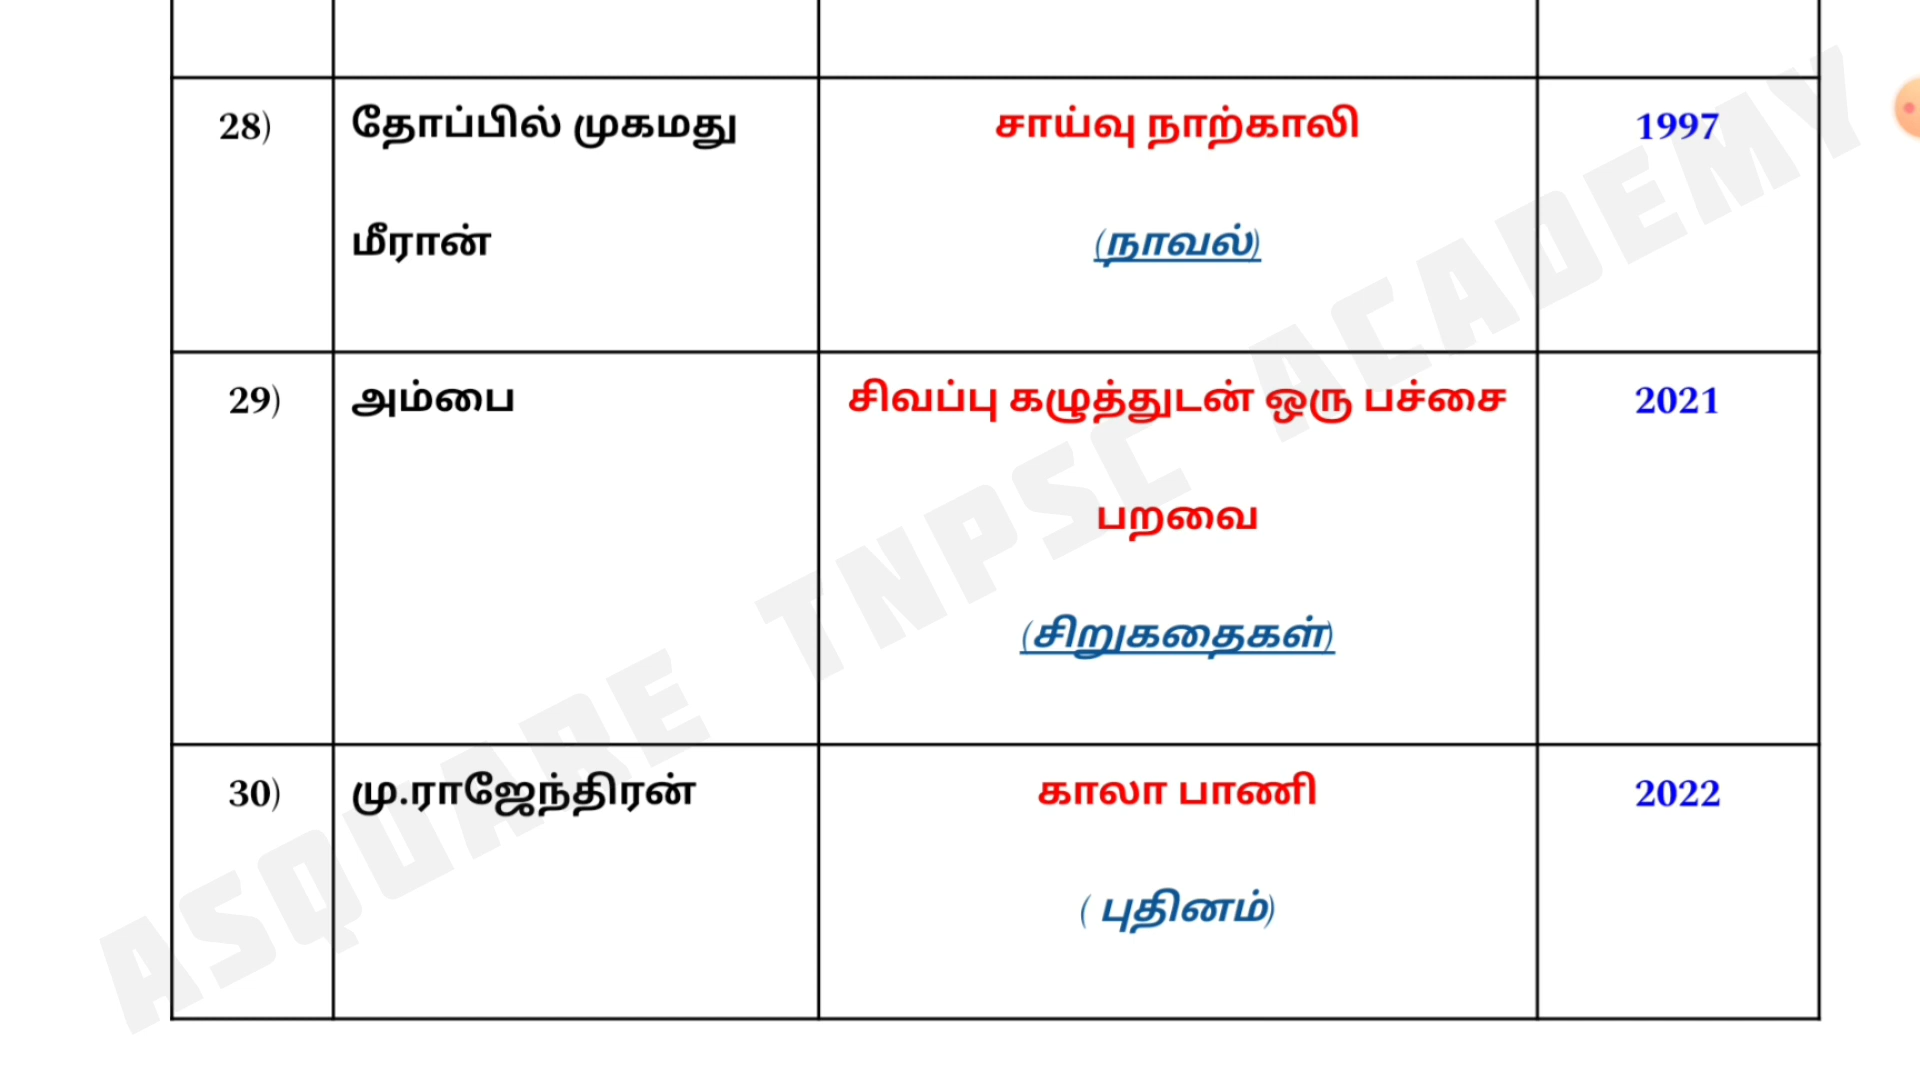 28) தோப்பில் முகமது சாய்வு நாற்காலி 1997
மீரான் (நாவல்)
29) அம்பை சிவப்பு கழுத்துடன் ஒரு பச்சை 2021
பறவை
(சிறுகதைகள்)
30) மு.ராஜேந்திரன் காலா பாணி 2022
( புதினம்)
ASQUARE TNPSC ACADEMY